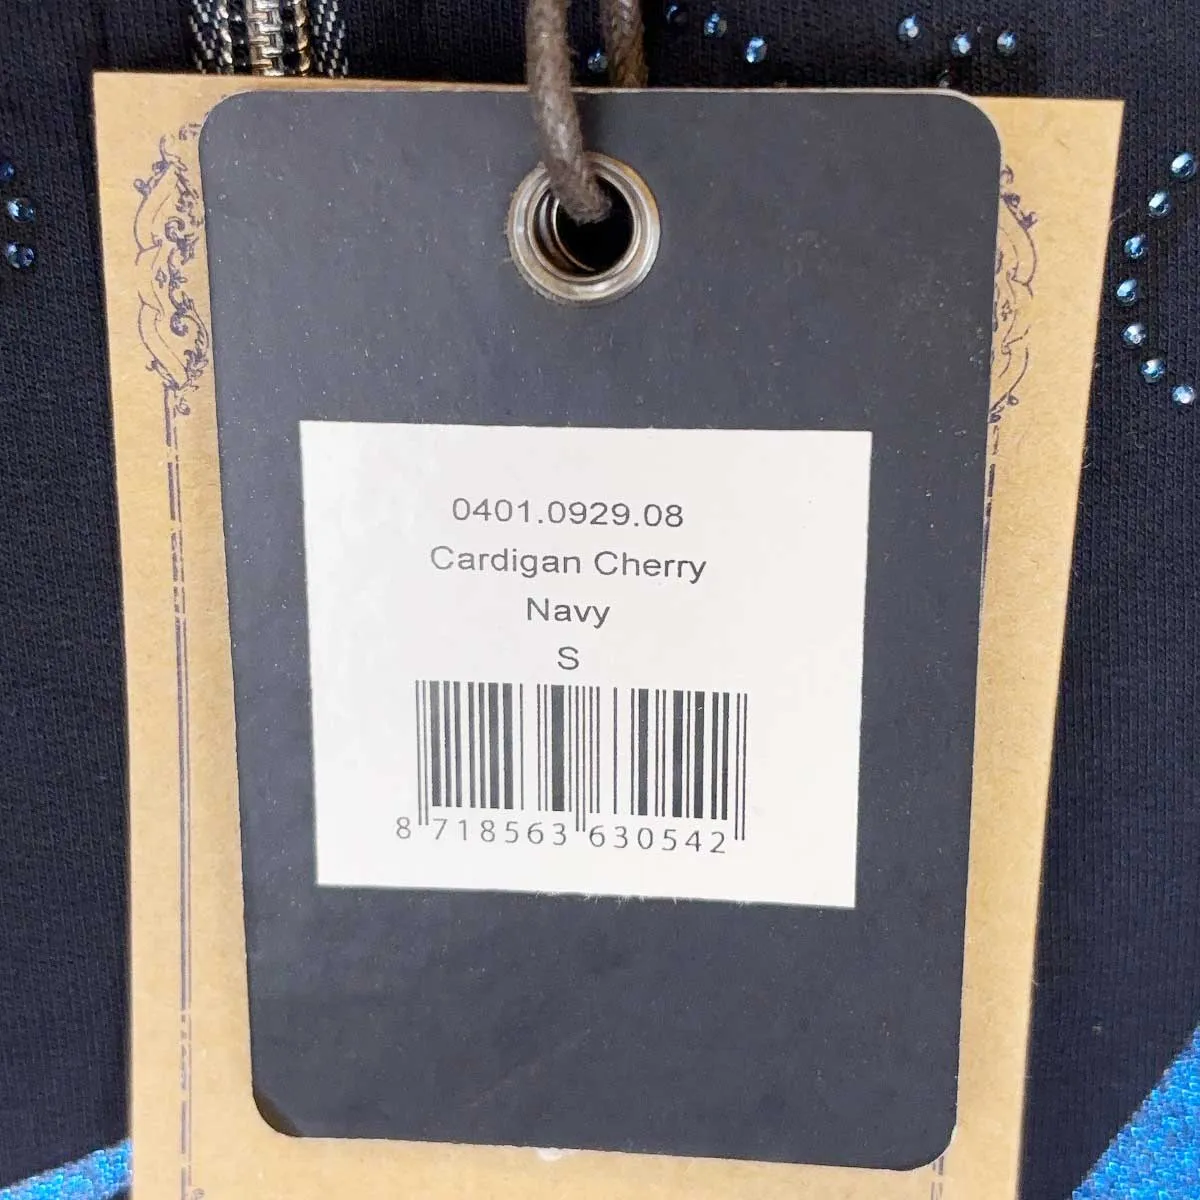 0401.0929.08
Cardigan Cherry
Navy
S
8 718563 630542